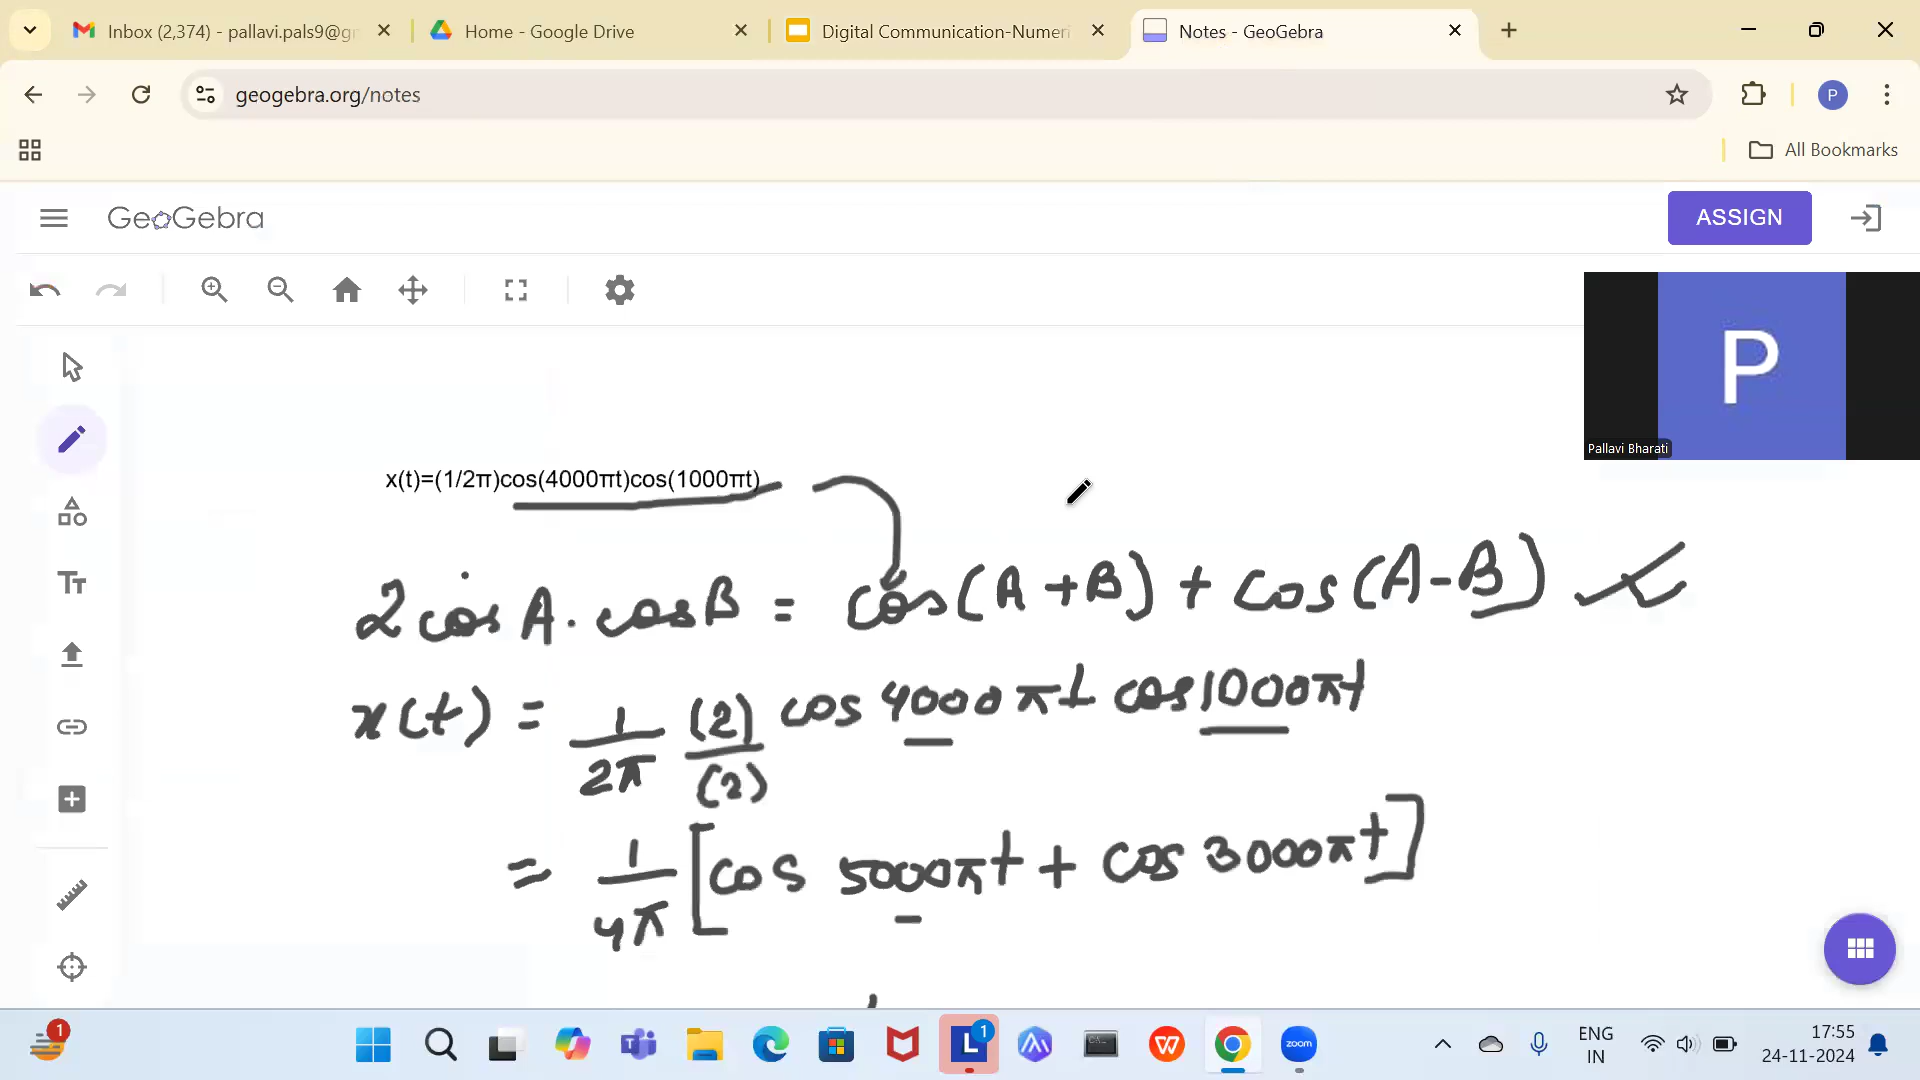 Inbox (2,374) - pallavi.pals9@gm
Home - Google Drive
Digital Communication-Numeri
Notes - GeoGebra
geogebra.org/notes
P
All Bookmarks
GeoGebra
ASSIGN
P
Pallavi Bharati
x(t)=(1/2π)cos(4000πt)cos(1000πt)
2 cos A . cos B = cos(A + B) + cos(A - B)
x(t) = 1/2π (2)/(2) cos 4000πt cos 1000πt
= 1/4π [cos 5000πt + cos 3000πt]
Tт
1
L
1
zoom
ENG
IN
17:55
24-11-2024